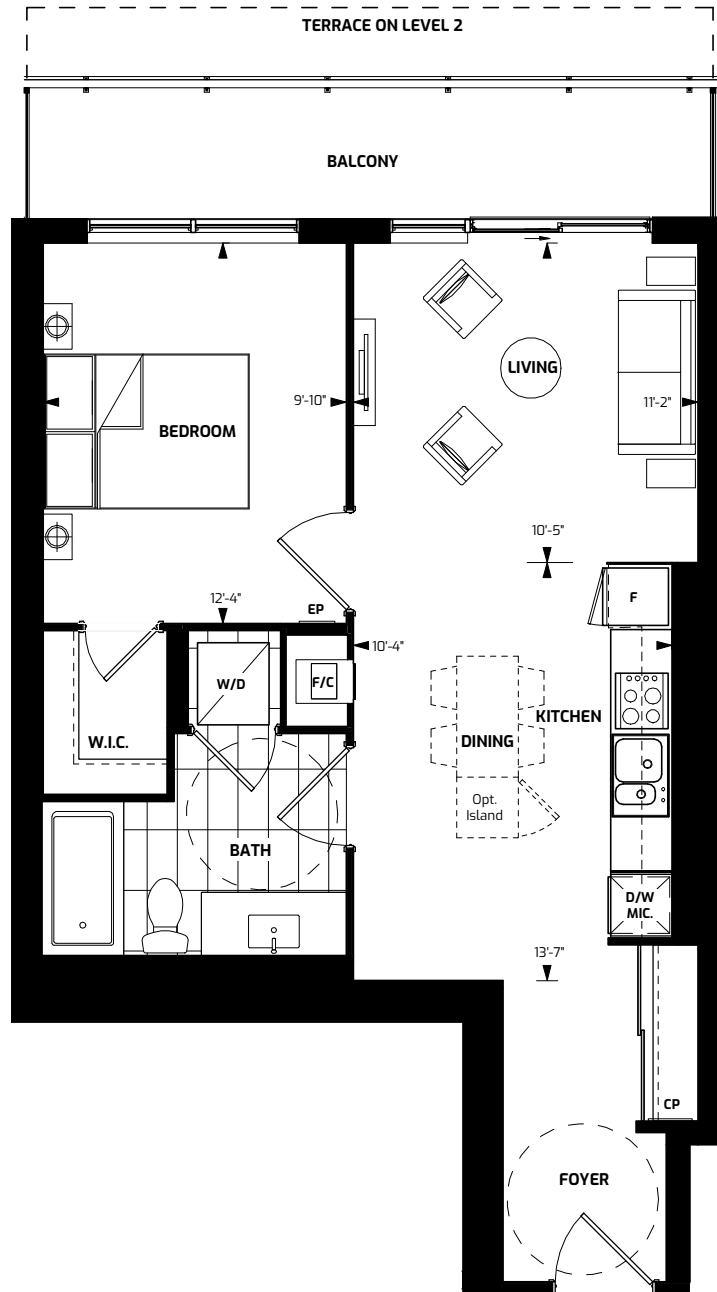 TERRACE ON LEVEL 2
BALCONY
LIVING
9'-10"
11'-2"
BEDROOM
10'-5"
12'-4"
EP
F
10'-4"
W/D
F/C
KITCHEN
W.I.C.
DINING
Opt.
Island
BATH
D/W
MIC.
13'-7"
CP
FOYER